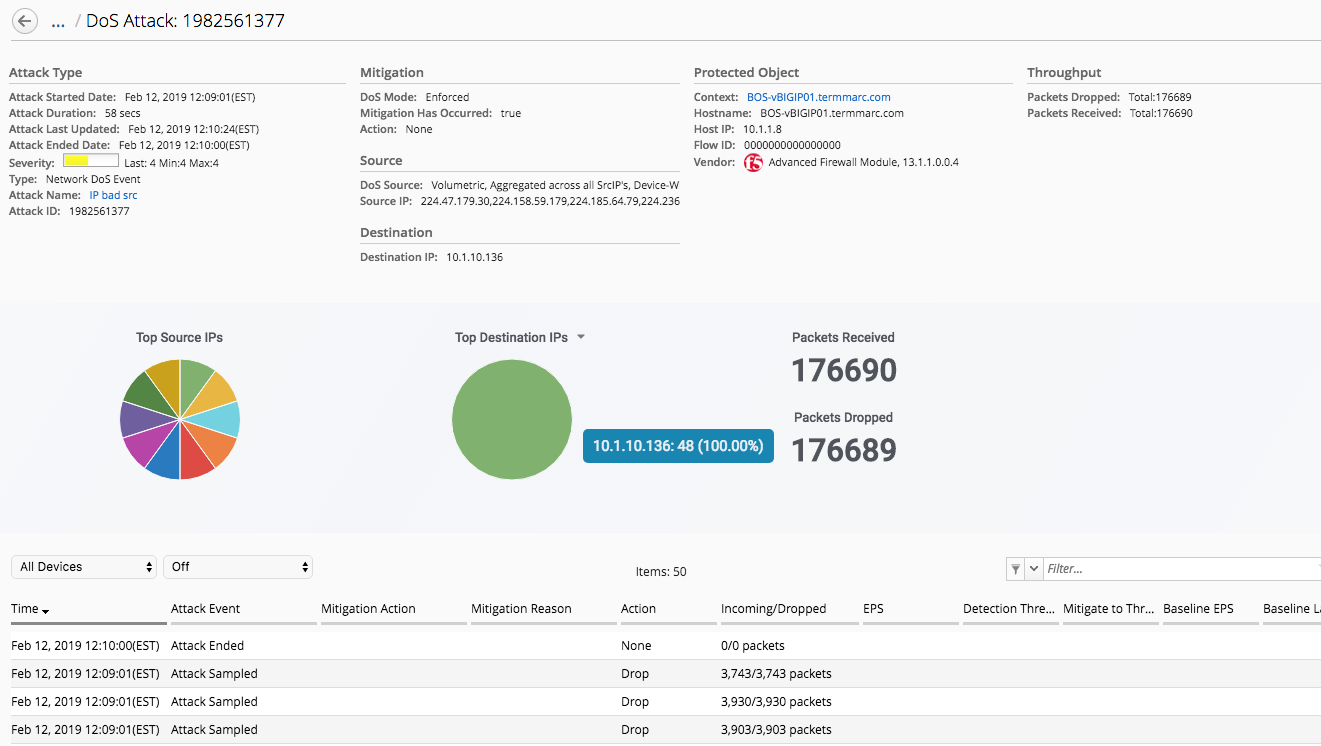 ... / DoS Attack: 1982561377
Attack Type
Attack Started Date: Feb 12, 2019 12:09:01(EST)
Attack Duration: 58 secs
Attack Last Updated: Feb 12, 2019 12:10:24(EST)
Attack Ended Date: Feb 12, 2019 12:10:00(EST)
Severity: Last: 4 Min:4 Max:4
Type: Network DoS Event
Attack Name: IP bad src
Attack ID: 1982561377
Mitigation
DoS Mode: Enforced
Mitigation Has Occurred: true
Action: None
Source
DoS Source: Volumetric, Aggregated across all SrcIP's, Device-W
Source IP: 224.47.179.30,224.158.59.179,224.185.64.79,224.236
Destination
Destination IP: 10.1.10.136
Protected Object
Context: BOS-vBIGIP01.termmarc.com
Hostname: BOS-vBIGIP01.termmarc.com
Host IP: 10.1.1.8
Flow ID: 0000000000000000
Vendor: f5 Advanced Firewall Module, 13.1.1.0.0.4
Throughput
Packets Dropped: Total:176689
Packets Received: Total:176690
Top Source IPs
Top Destination IPs
10.1.10.136: 48 (100.00%)
Packets Received
176690
Packets Dropped
176689
All Devices Off Items: 50 Filter...
Time Attack Event Mitigation Action Mitigation Reason Action Incoming/Dropped EPS Detection Thre... Mitigate to Thr... Baseline EPS Baseline La
Feb 12, 2019 12:10:00(EST) Attack Ended None 0/0 packets
Feb 12, 2019 12:09:01(EST) Attack Sampled Drop 3,743/3,743 packets
Feb 12, 2019 12:09:01(EST) Attack Sampled Drop 3,930/3,930 packets
Feb 12, 2019 12:09:01(EST) Attack Sampled Drop 3,903/3,903 packets